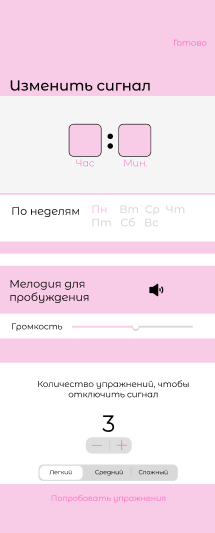 Готово
Изменить сигнал
:
Час Мин.
По неделям Пн Вт Ср Чт
Пт Сб Вс
Мелодия для
пробуждения
Громкость
Количество упражнений, чтобы
отключить сигнал
3
— +
Легкий Средний Сложный
Попробовать упражнения